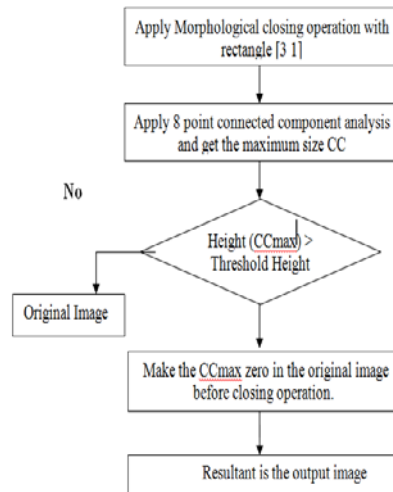 Apply Morphological closing operation with
rectangle [3 1]
Apply 8 point connected component analysis
and get the maximum size CC
No
Height (CCmax) >
Threshold Height
Original Image
Make the CCmax zero in the original image
before closing operation.
Resultant is the output image